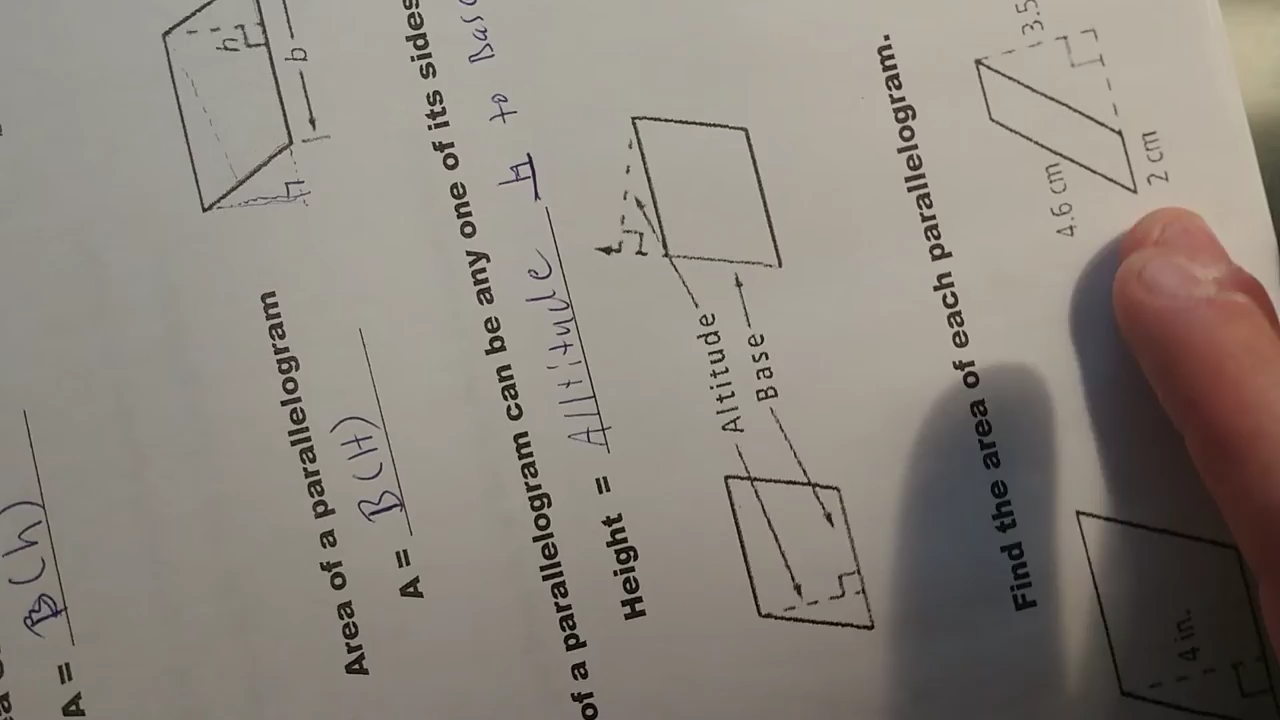 A = B(h)
h
b
Area of a parallelogram
A = B(H)
of a parallelogram can be any one of its sides
Height = Altitude h to Base
Altitude
Base
Find the area of each parallelogram.
4 in.
4.6 cm
2 cm
3.5